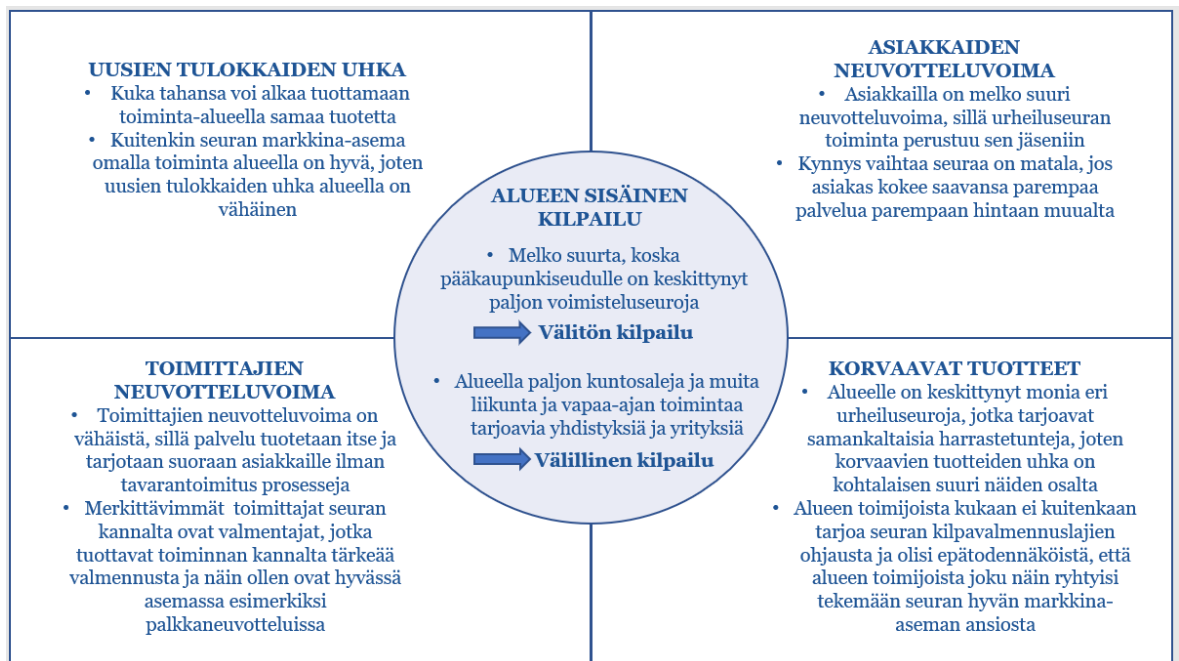 UUSIEN TULOKKAIDEN UHKA
• Kuka tahansa voi alkaa tuottamaan
toiminta-alueella samaa tuotetta
• Kuitenkin seuran markkina-asema
omalla toiminta alueella on hyvä, joten
uusien tulokkaiden uhka alueella on
vähäinen
ASIAKKAIDEN
NEUVOTTELUVOIMA
• Asiakkailla on melko suuri
neuvotteluvoima, sillä urheiluseuran
toiminta perustuu sen jäseniin
• Kynnys vaihtaa seuraa on matala, jos
asiakas kokee saavansa parempaa
palvelua parempaan hintaan muualta
ALUEEN SISÄINEN
KILPAILU
• Melko suurta, koska
pääkaupunkiseudulle on keskittynyt
paljon voimisteluseuroja
Välitön kilpailu
• Alueella paljon kuntosaleja ja muita
liikunta ja vapaa-ajan toimintaa
tarjoavia yhdistyksiä ja yrityksiä
Välillinen kilpailu
TOIMITTAJIEN
NEUVOTTELUVOIMA
• Toimittajien neuvotteluvoima on
vähäistä, sillä palvelu tuotetaan itse ja
tarjotaan suoraan asiakkaille ilman
tavarantoimitus prosesseja
• Merkittävimmät toimittajat seuran
kannalta ovat valmentajat, jotka
tuottavat toiminnan kannalta tärkeää
valmennusta ja näin ollen ovat hyvässä
asemassa esimerkiksi
palkkaneuvotteluissa
KORVAAVAT TUOTTEET
• Alueelle on keskittynyt monia eri
urheiluseuroja, jotka tarjoavat
samankaltaisia harrastetunteja, joten
korvaavien tuotteiden uhka on
kohtalaisen suuri näiden osalta
• Alueen toimijoista kukaan ei kuitenkaan
tarjoa seuran kilpavalmennuslajien
ohjausta ja olisi epätodennäköistä, että
alueen toimijoista joku näin ryhtyisi
tekemään seuran hyvän markkina-
aseman ansiosta